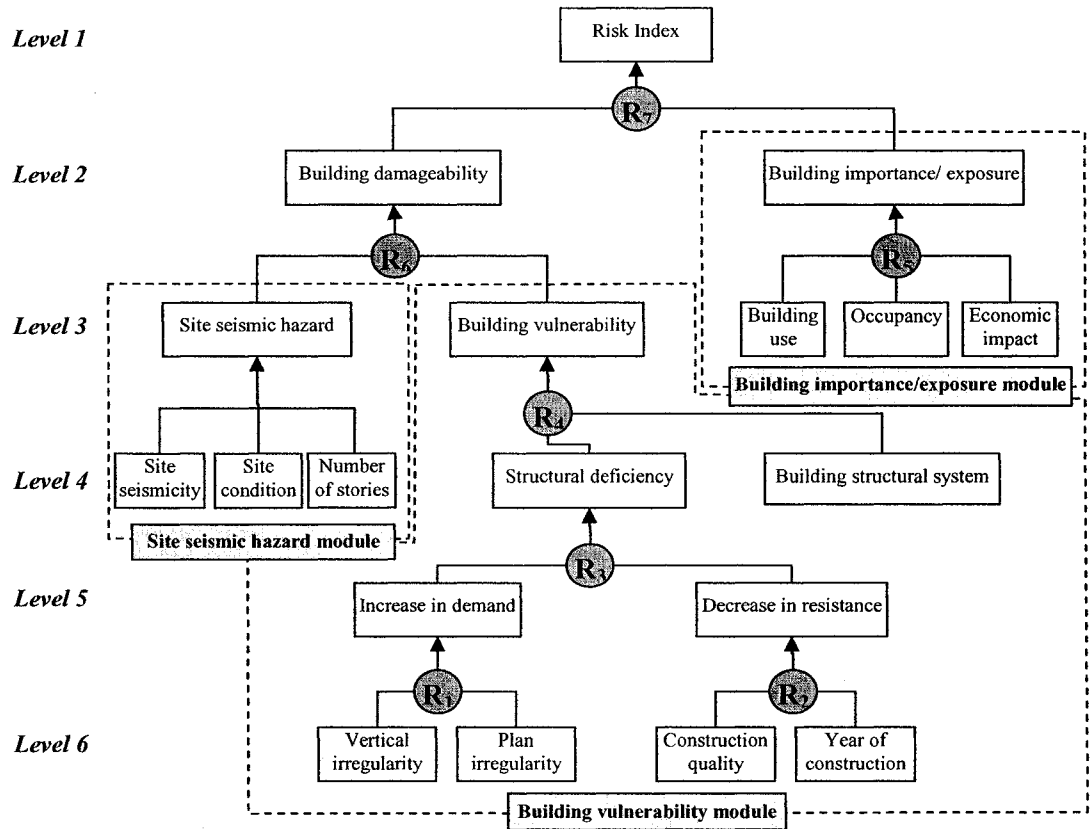 Level 1
Risk Index
R7
Level 2
Building damageability
Building importance/ exposure
R6
R5
Level 3
Site seismic hazard
Building vulnerability
Building
use
Occupancy
Economic
impact
Building importance/exposure module
R4
Level 4
Site
seismicity
Site
condition
Number
of stories
Structural deficiency
Building structural system
Site seismic hazard module
R3
Level 5
Increase in demand
Decrease in resistance
R1
R2
Level 6
Vertical
irregularity
Plan
irregularity
Construction
quality
Year of
construction
Building vulnerability module